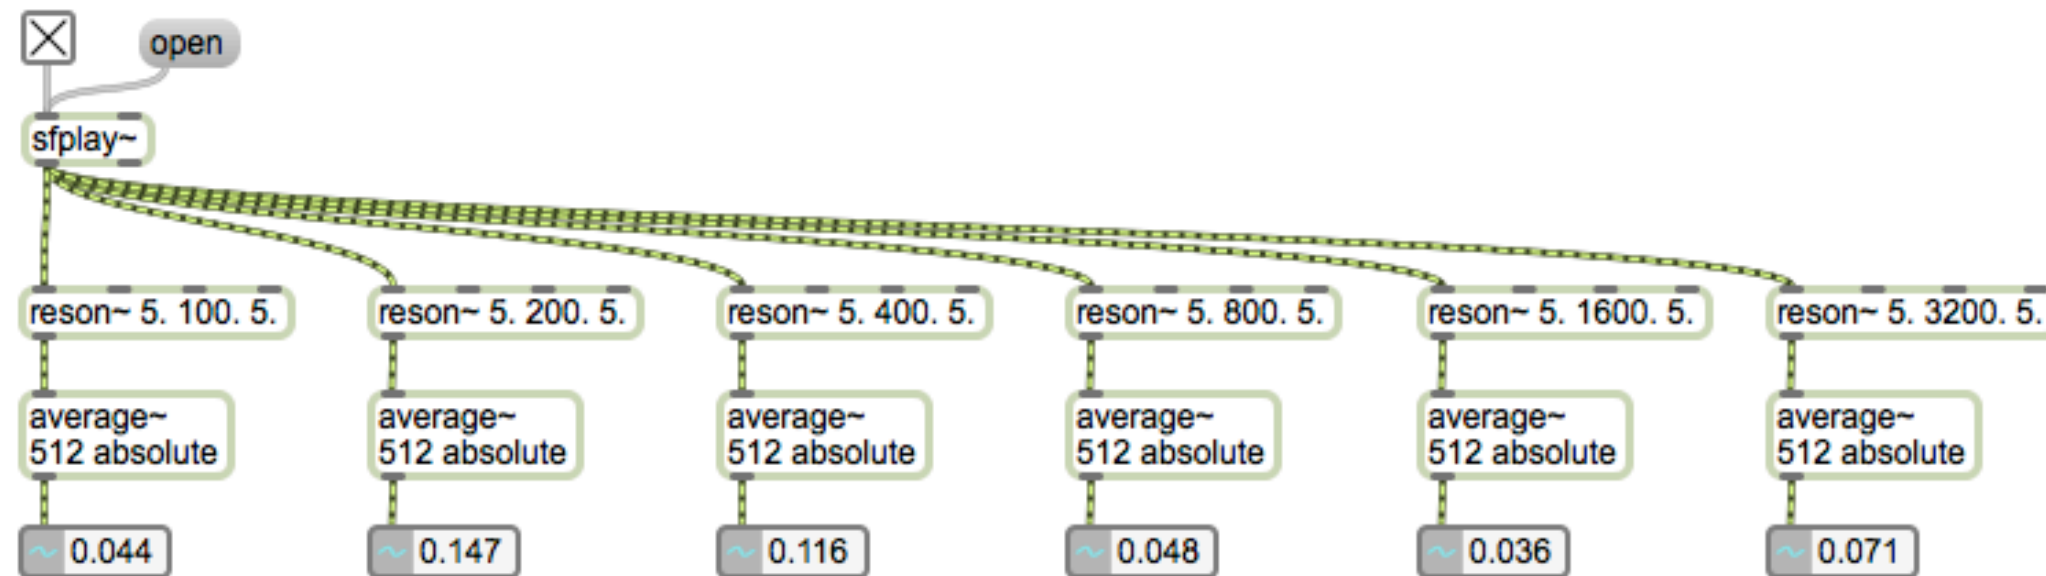 open
sfplay~
reson~ 5. 100. 5.
reson~ 5. 200. 5.
reson~ 5. 400. 5.
reson~ 5. 800. 5.
reson~ 5. 1600. 5.
reson~ 5. 3200. 5.
average~
512 absolute
average~
512 absolute
average~
512 absolute
average~
512 absolute
average~
512 absolute
average~
512 absolute
~ 0.044
~ 0.147
~ 0.116
~ 0.048
~ 0.036
~ 0.071